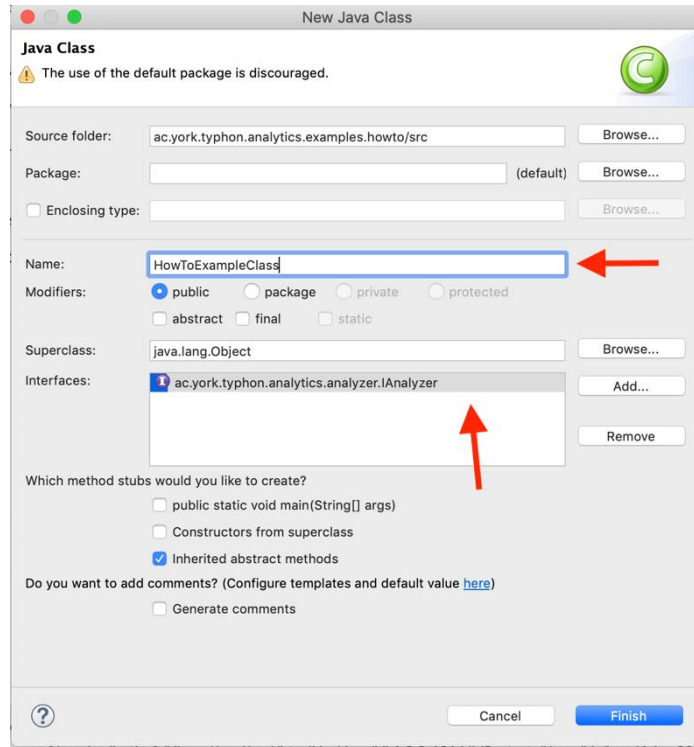 New Java Class
Java Class
The use of the default package is discouraged.
Source folder: ac.york.typhon.analytics.examples.howto/src Browse...
Package: (default) Browse...
Enclosing type: Browse...
Name: HowToExampleClass
Modifiers: public package private protected
abstract final static
Superclass: java.lang.Object Browse...
Interfaces: ac.york.typhon.analytics.analyzer.IAnalyzer Add...
Remove
Which method stubs would you like to create?
public static void main(String[] args)
Constructors from superclass
Inherited abstract methods
Do you want to add comments? (Configure templates and default value here)
Generate comments
? Cancel Finish